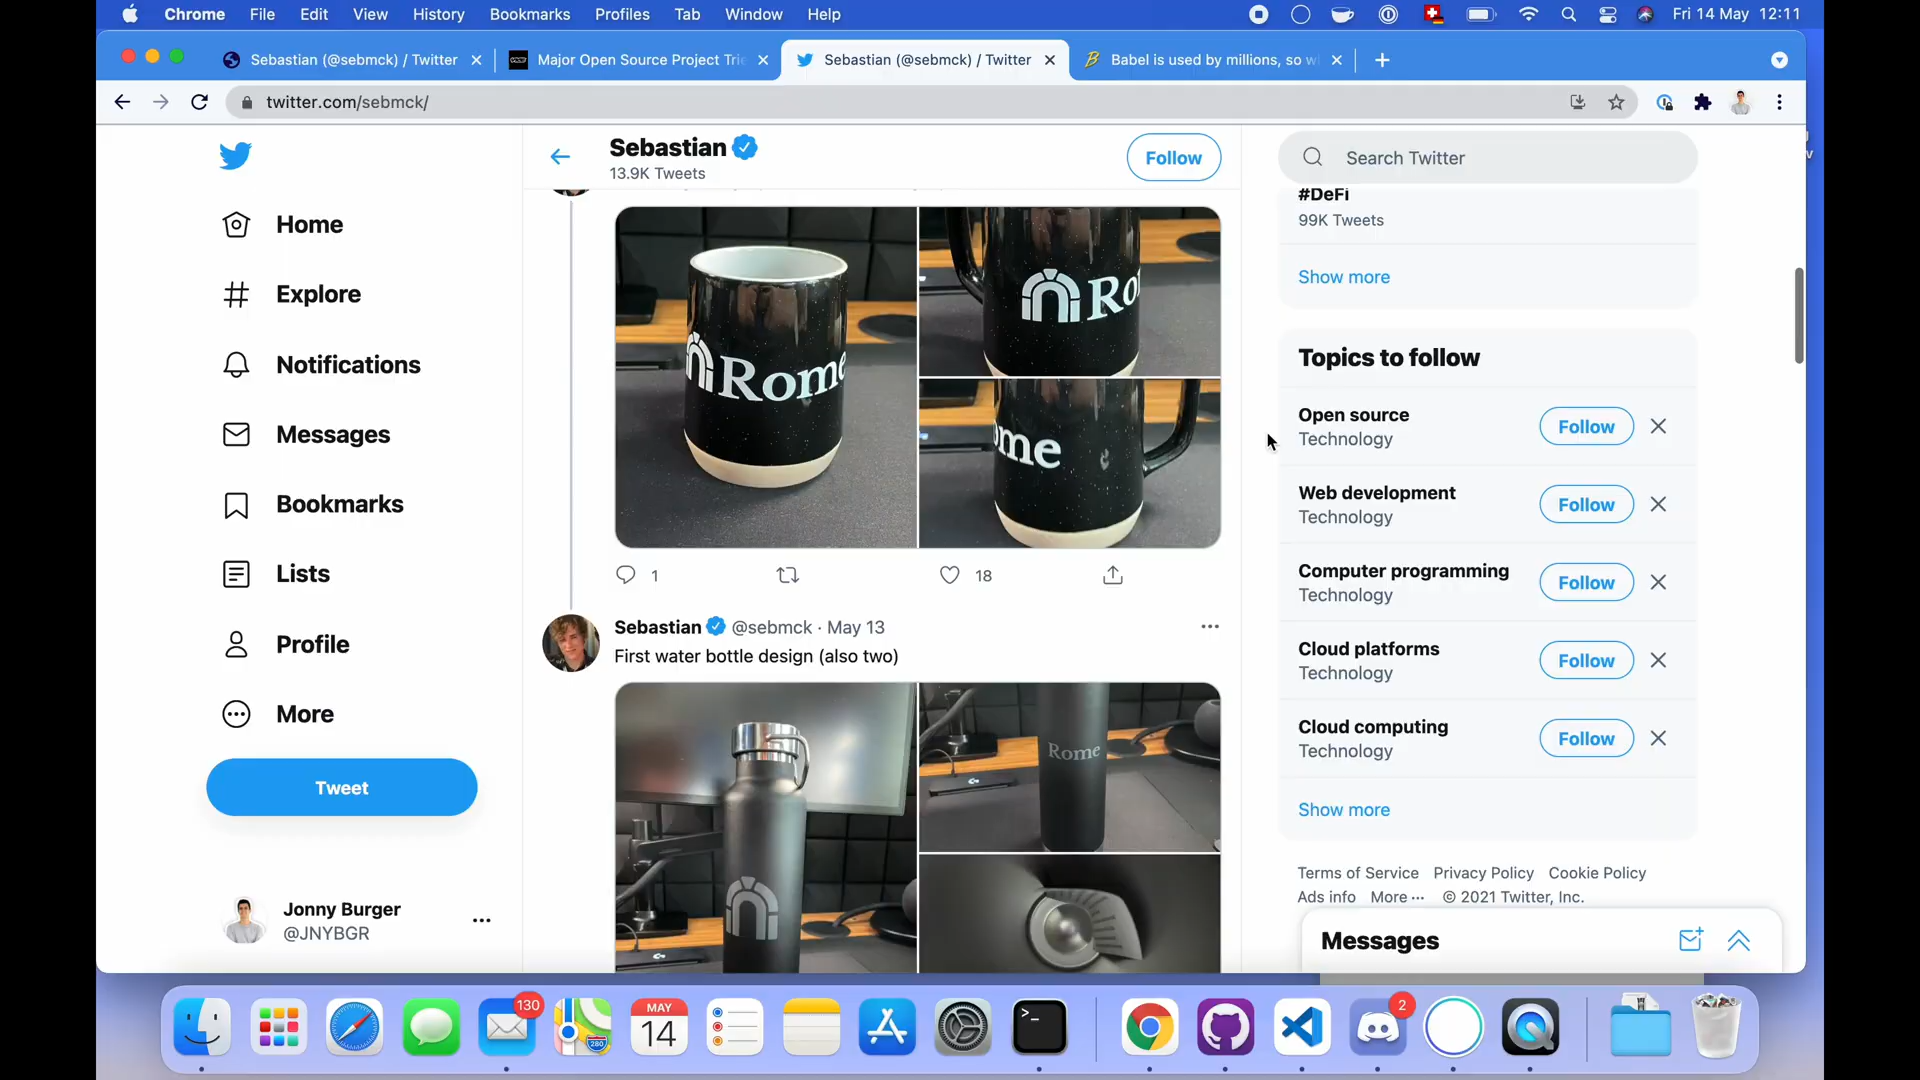 Chrome File Edit View History Bookmarks Profiles Tab Window Help
Fri 14 May 12:11
Sebastian (@sebmck) / Twitter
Major Open Source Project Trie
Sebastian (@sebmck) / Twitter
Babel is used by millions, so w
twitter.com/sebmck/
Home
Explore
Notifications
Messages
Bookmarks
Lists
Profile
More
Tweet
Jonny Burger
@JNYBGR
Sebastian
13.9K Tweets
Follow
Rome
Ro
me
1
18
Sebastian @sebmck · May 13
First water bottle design (also two)
Rome
Search Twitter
#DeFi
99K Tweets
Show more
Topics to follow
Open source
Technology
Follow
Web development
Technology
Follow
Computer programming
Technology
Follow
Cloud platforms
Technology
Follow
Cloud computing
Technology
Follow
Show more
Terms of Service Privacy Policy Cookie Policy
Ads info More ··· © 2021 Twitter, Inc.
Messages
130
MAY
14
280
2